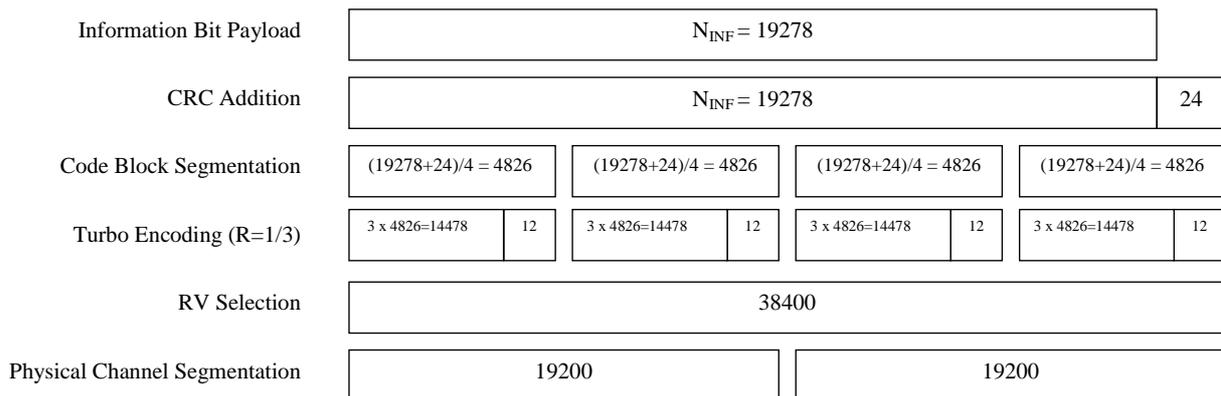 Information Bit Payload NINF = 19278
CRC Addition NINF = 19278 24
Code Block Segmentation (19278+24)/4 = 4826 (19278+24)/4 = 4826 (19278+24)/4 = 4826 (19278+24)/4 = 4826
Turbo Encoding (R=1/3) 3 x 4826=14478 12 3 x 4826=14478 12 3 x 4826=14478 12 3 x 4826=14478 12
RV Selection 38400
Physical Channel Segmentation 19200 19200